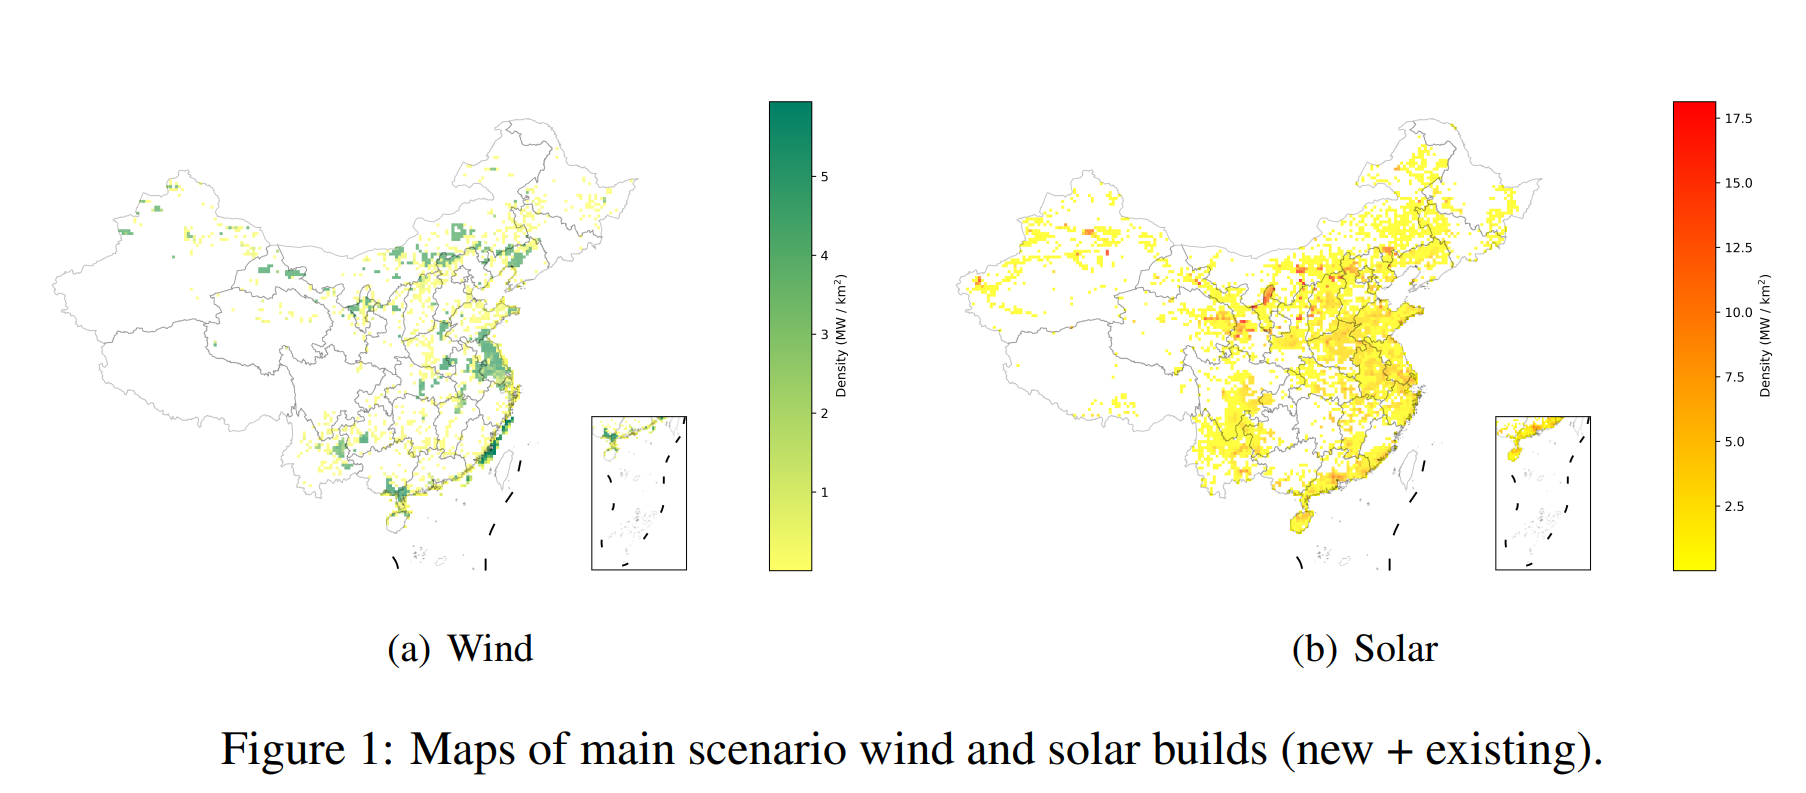 5
4
3
2
1
Density (MW / km²)
17.5
15.0
12.5
10.0
7.5
5.0
2.5
Density (MW / km²)
(a) Wind
(b) Solar
Figure 1: Maps of main scenario wind and solar builds (new + existing).